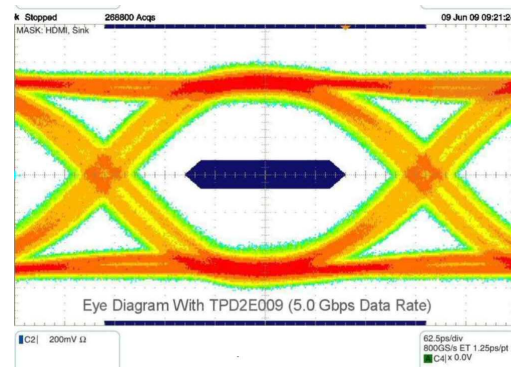 k Stopped 268800 Acqs 09 Jun 09 09:21:2
MASK: HDMI, Sink
Eye Diagram With TPD2E009 (5.0 Gbps Data Rate)
C2 200mV Ω
62.5ps/div
800GS/s ET 1.25ps/pt
A C4 x 0.0V